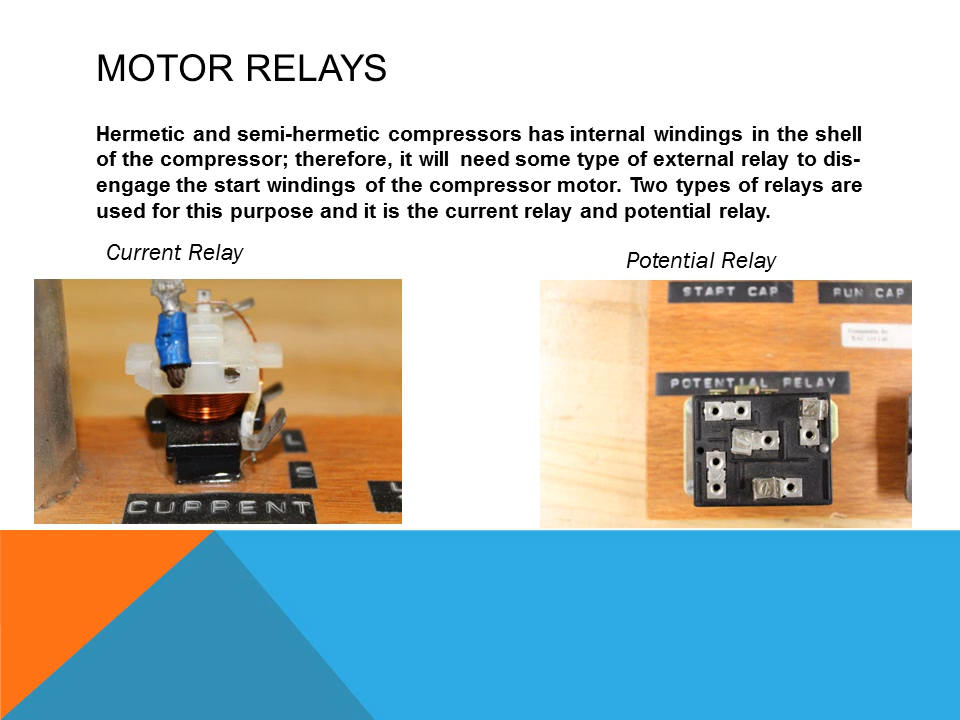 MOTOR RELAYS
Hermetic and semi-hermetic compressors has internal windings in the shell
of the compressor; therefore, it will need some type of external relay to dis-
engage the start windings of the compressor motor. Two types of relays are
used for this purpose and it is the current relay and potential relay.
Current Relay
Potential Relay
L
S
CURRENT
START CAP
RUN CAP
POTENTIAL RELAY